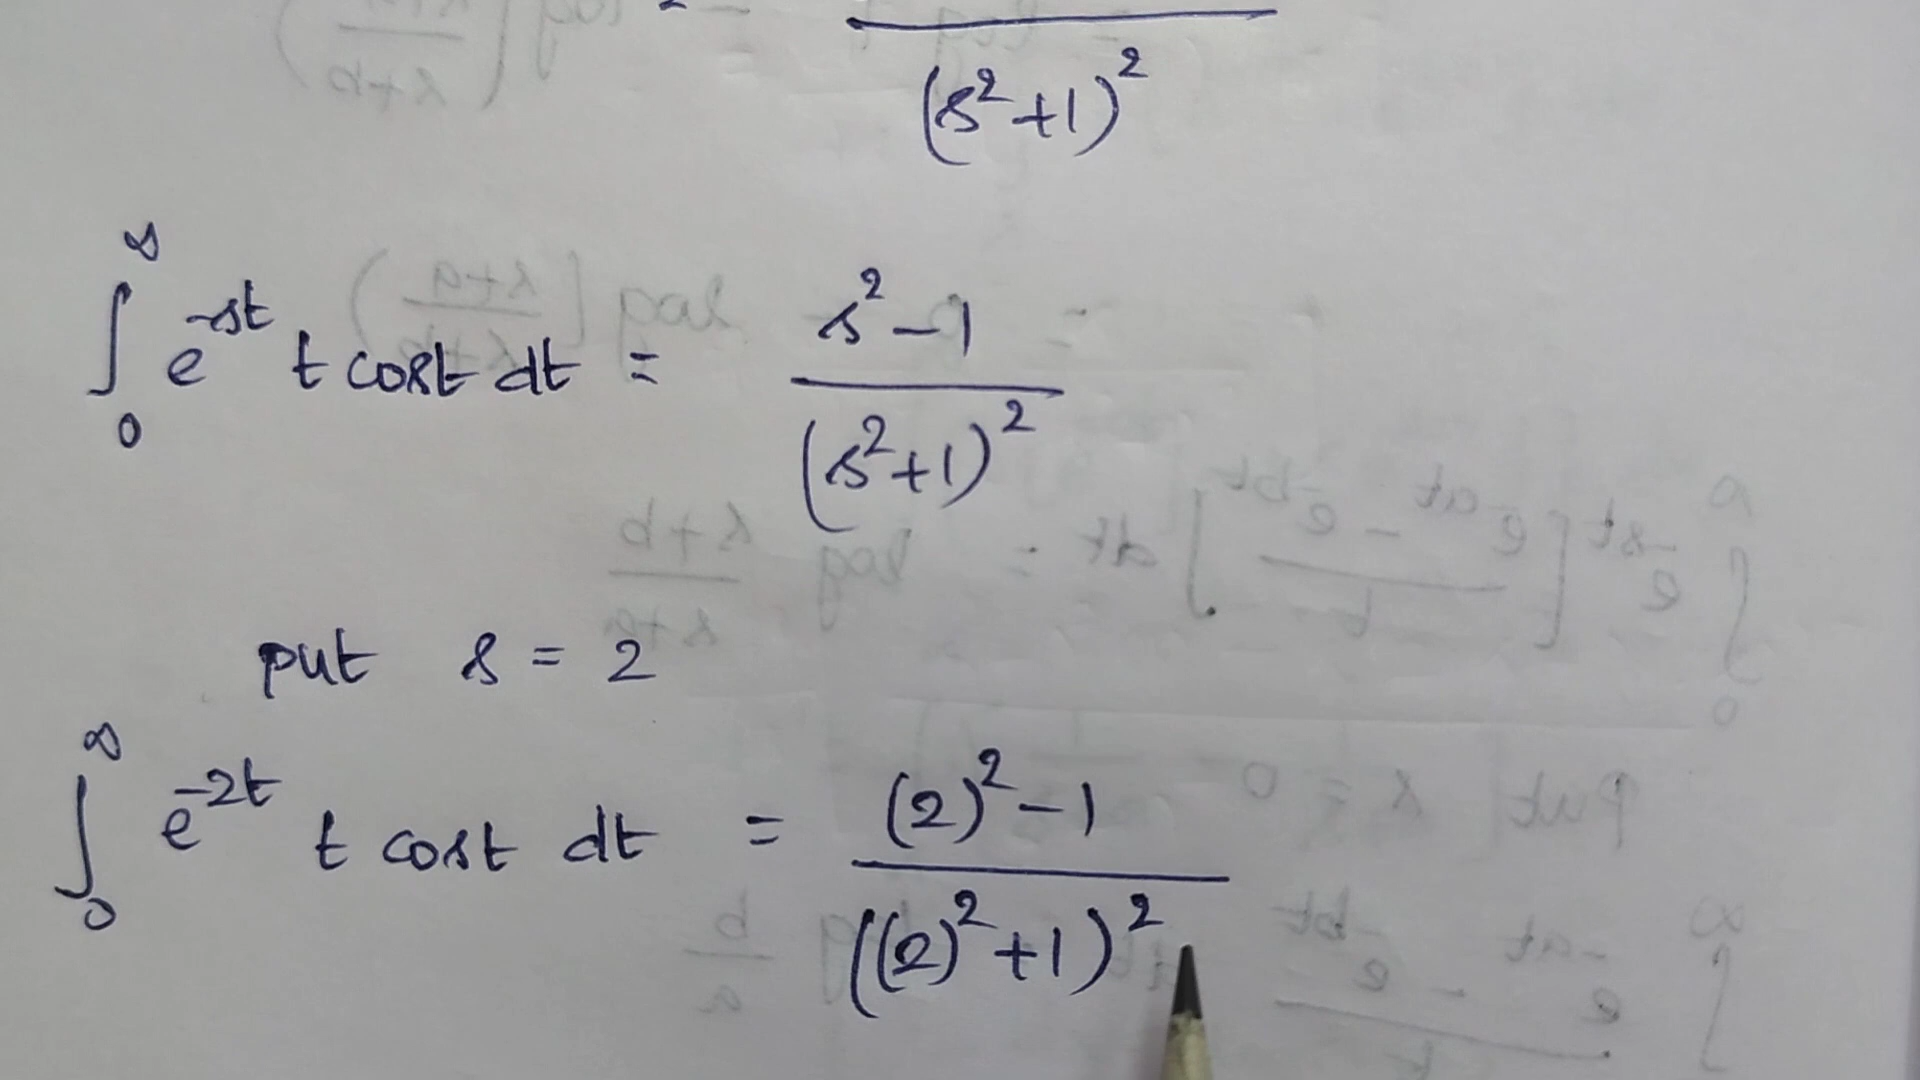 (s²+1)²
∫₀^∞ e^-st t cost dt = s²-1 / (s²+1)²
put s = 2
∫₀^∞ e^-2t t cost dt = (2)²-1 / ((2)²+1)²